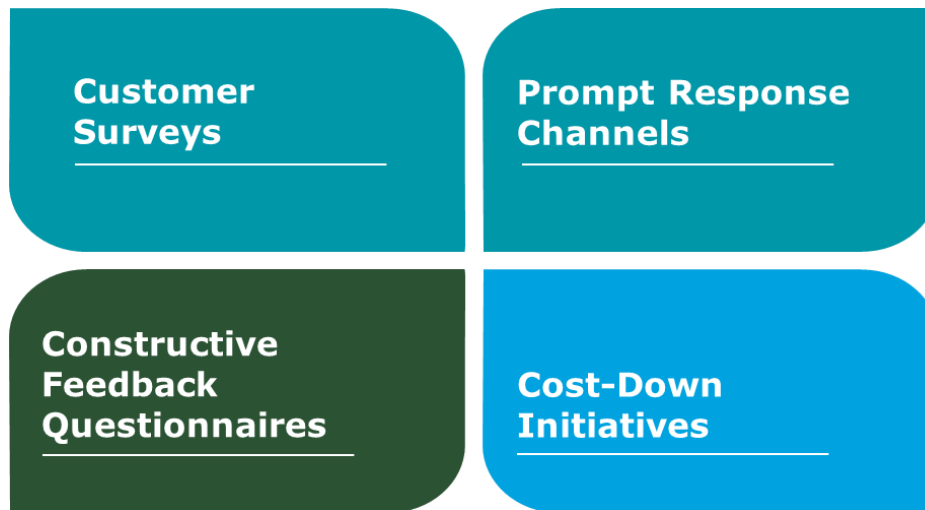 Customer
Surveys
Prompt Response
Channels
Constructive
Feedback
Questionnaires
Cost-Down
Initiatives